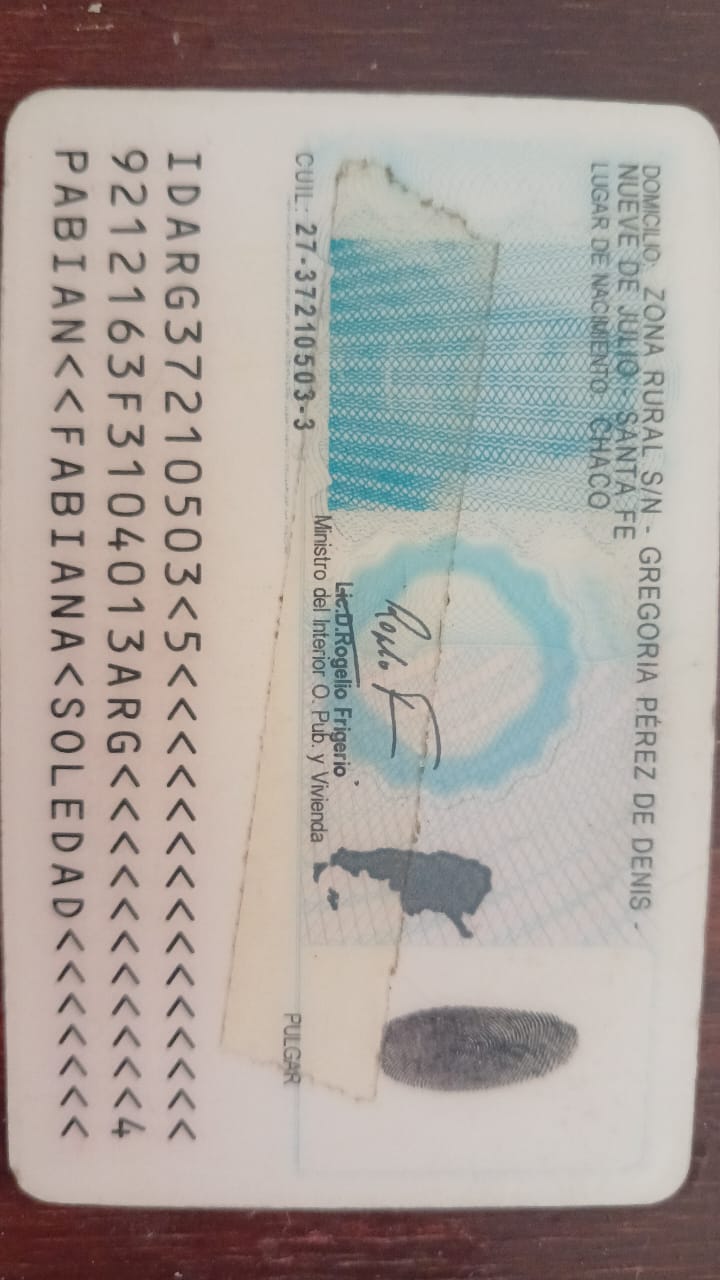 DOMICILIO: ZONA RURAL S/N - GREGORIA PÉREZ DE DENIS -
NUEVE DE JULIO - SANTA FE
LUGAR DE NACIMIENTO: CHACO
Lic.D.Rogelio Frigerio
Ministro del Interior O. Pub. y Vivienda
CUIL: 27-37210503-3
PULGAR
IDARG37210503<5<<<<<<<<<<<<<<<
9212163F3104013ARG<<<<<<<<<<<4
PABIAN<<FABIANA<SOLEDAD<<<<<<<